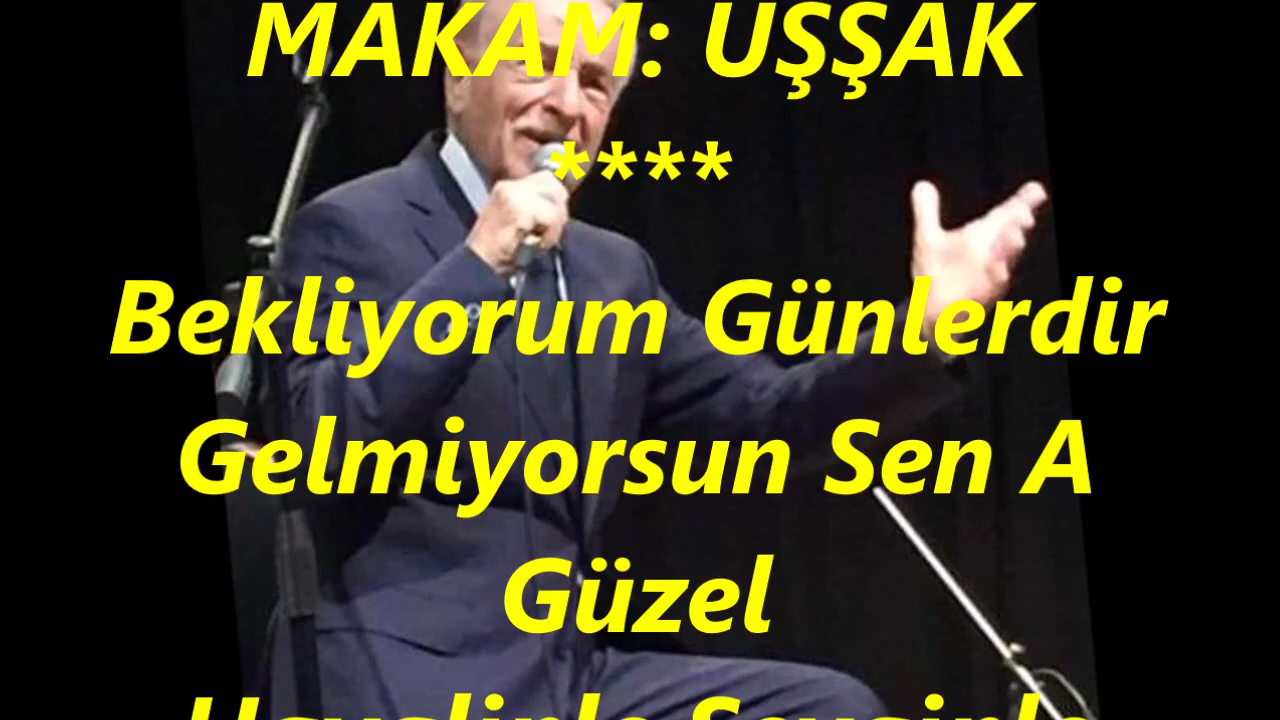 MAKAM: UŞŞAK
****
Bekliyorum Günlerdir
Gelmiyorsun Sen A
Güzel